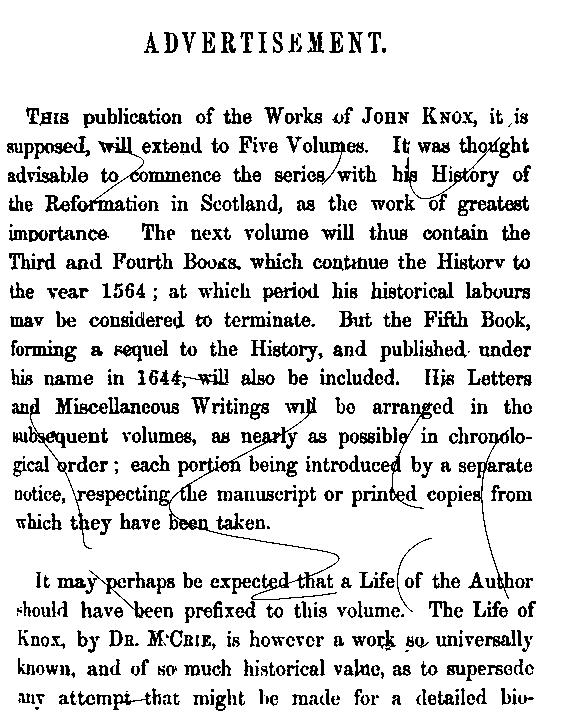 ADVERTISEMENT.
THIS publication of the Works of JOHN KNOX, it is
supposed, will extend to Five Volumes. It was thought
advisable to commence the series with his History of
the Reformation in Scotland, as the work of greatest
importance. The next volume will thus contain the
Third and Fourth BOOKS, which continue the History to
the year 1564 ; at which period his historical labours
may be considered to terminate. But the Fifth Book,
forming a sequel to the History, and published under
his name in 1644, will also be included. His Letters
and Miscellaneous Writings will be arranged in the
subsequent volumes, as nearly as possible in chronolo-
gical order ; each portion being introduced by a separate
notice, respecting the manuscript or printed copies from
which they have been taken.
It may perhaps be expected that a Life of the Author
should have been prefixed to this volume. The Life of
KNOX, by DR. M'CRIE, is however a work so universally
known, and of so much historical value, as to supersede
any attempt that might be made for a detailed bio-